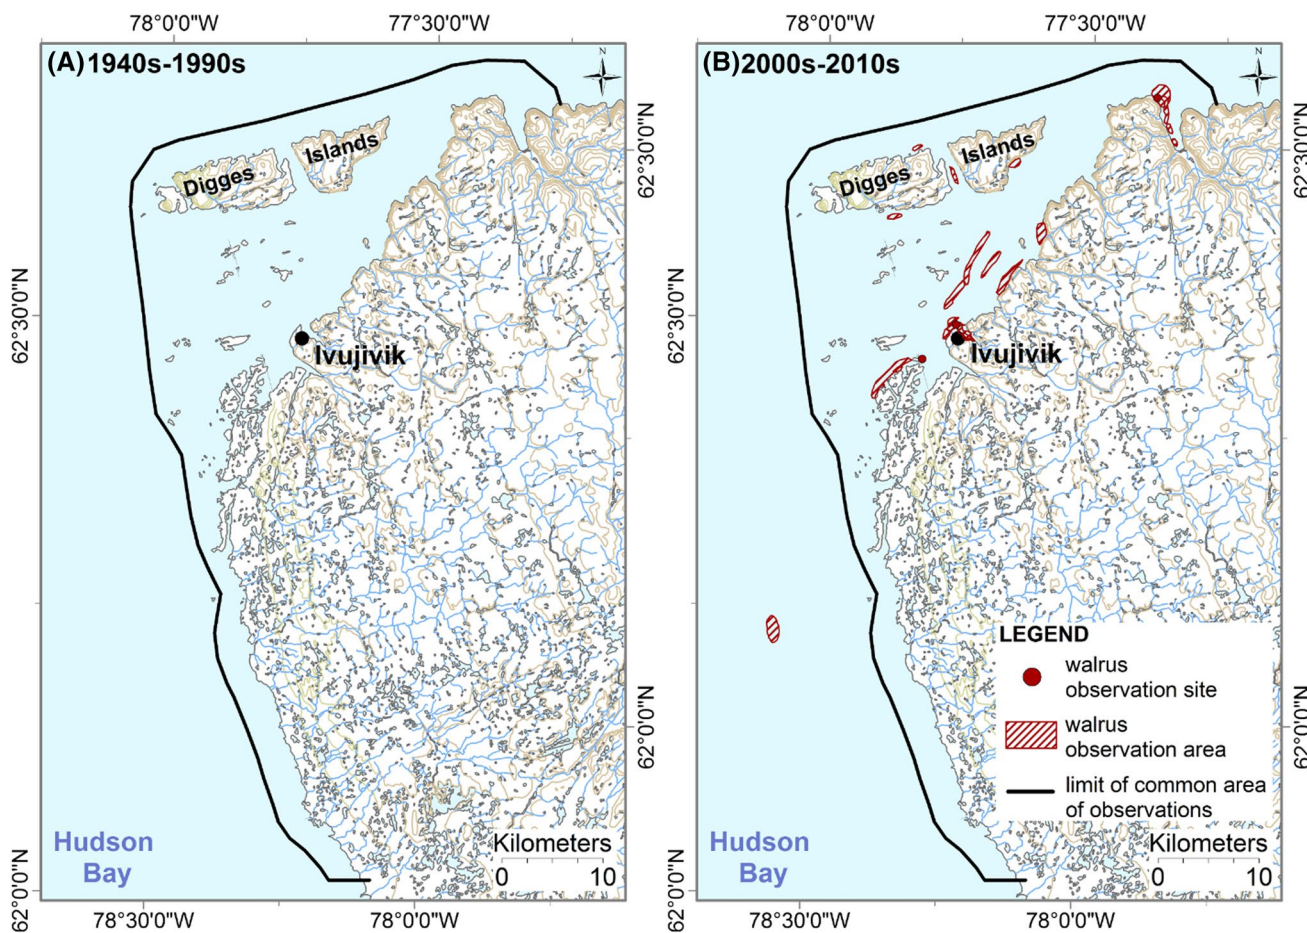 78°0'0"W
77°30'0"W
78°0'0"W
77°30'0"W
(A) 1940s-1990s
N
(B) 2000s-2010s
N
62°30'0"N
62°30'0"N
Digges
Islands
Digges
Islands
62°30'0"N
62°30'0"N
Ivujivik
Ivujivik
LEGEND
walrus
observation site
walrus
observation area
limit of common area
of observations
62°0'0"N
62°0'0"N
Hudson
Bay
Kilometers
0 10
Hudson
Bay
Kilometers
0 10
62°0'0"N
62°0'0"N
78°30'0"W
78°0'0"W
78°30'0"W
78°0'0"W